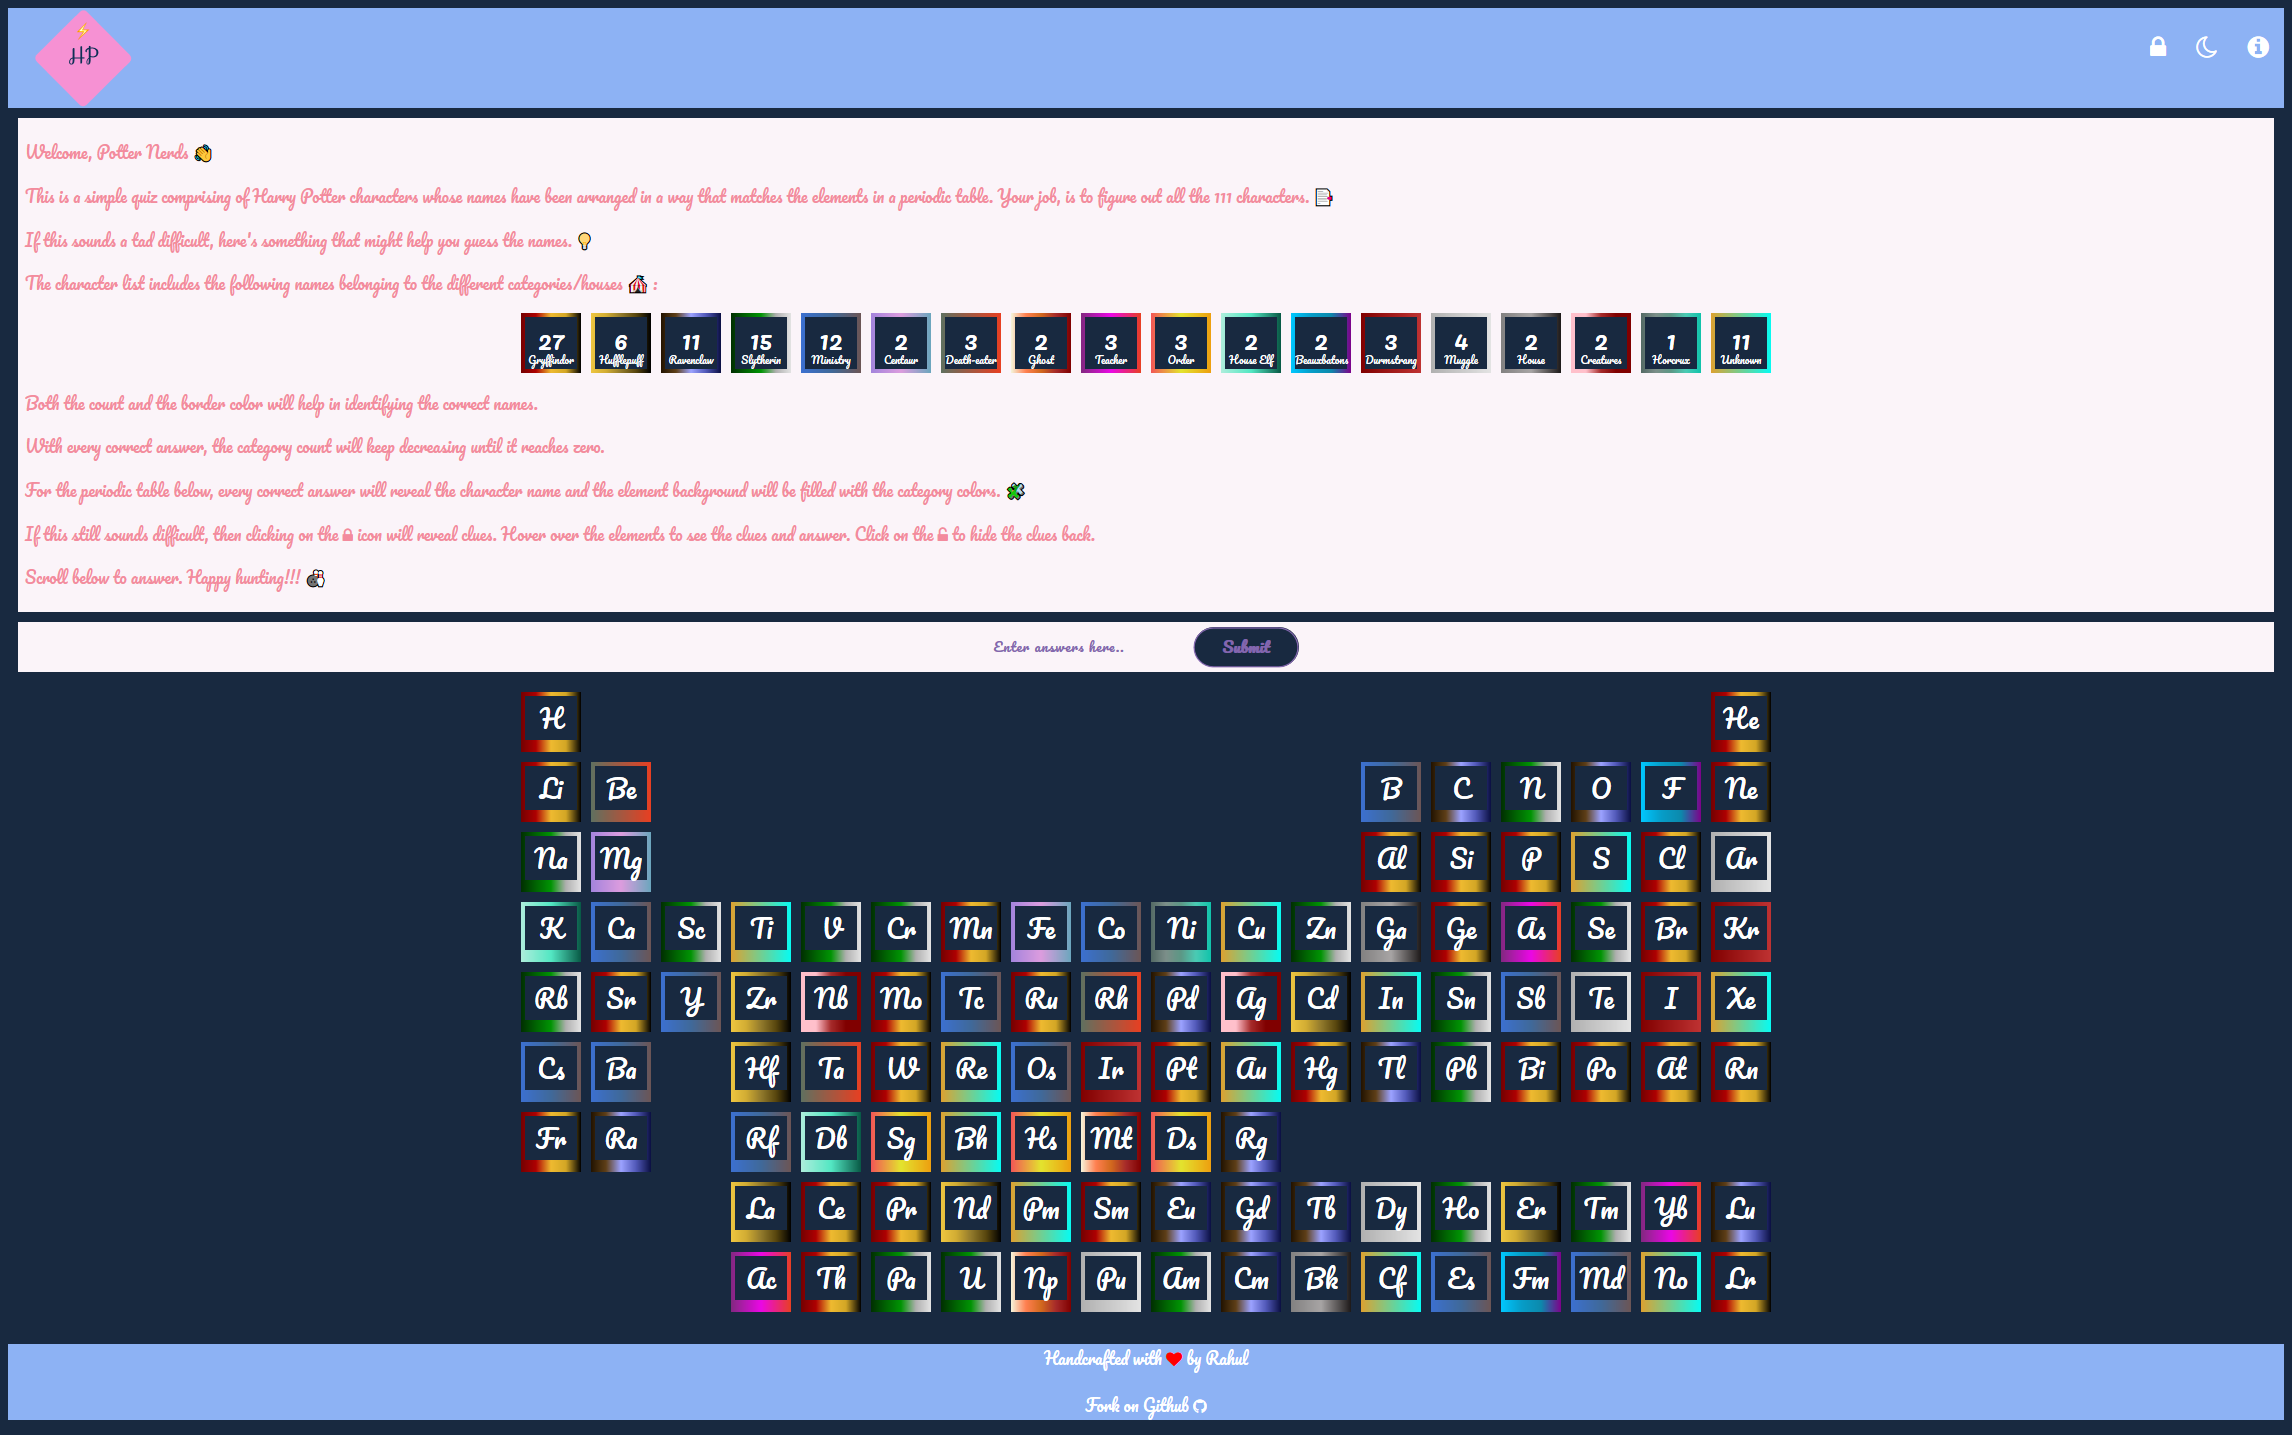 HP
Welcome, Potter Nerds 👋
This is a simple quiz comprising of Harry Potter characters whose names have been arranged in a way that matches the elements in a periodic table. Your job, is to figure out all the 111 characters. 📑
If this sounds a tad difficult, here's something that might help you guess the names. 💡
The character list includes the following names belonging to the different categories/houses 🎪 :
27 6 11 15 12 2 3 2 3 3 2 2 3 4 2 2 1 11
Gryffindor Hufflepuff Ravenclaw Slytherin Ministry Centaur Death-eater Ghost Teacher Order House Elf Beauxbatons Durmstrang Muggle House Creatures Horcrux Unknown
Both the count and the border color will help in identifying the correct names.
With every correct answer, the category count will keep decreasing until it reaches zero.
For the periodic table below, every correct answer will reveal the character name and the element background will be filled with the category colors. 🧩
If this still sounds difficult, then clicking on the 🔒 icon will reveal clues. Hover over the elements to see the clues and answer. Click on the 🔓 to hide the clues back.
Scroll below to answer. Happy hunting!!! 🎳
Enter answers here.. Submit
H He
Li Be B C N O F Ne
Na Mg Al Si P S Cl Ar
K Ca Sc Ti V Cr Mn Fe Co Ni Cu Zn Ga Ge As Se Br Kr
Rb Sr Y Zr Nb Mo Tc Ru Rh Pd Ag Cd In Sn Sb Te I Xe
Cs Ba Hf Ta W Re Os Ir Pt Au Hg Tl Pb Bi Po At Rn
Fr Ra Rf Db Sg Bh Hs Mt Ds Rg
La Ce Pr Nd Pm Sm Eu Gd Tb Dy Ho Er Tm Yb Lu
Ac Th Pa U Np Pu Am Cm Bk Cf Es Fm Md No Lr
Handcrafted with ❤ by Rahul
Fork on Github